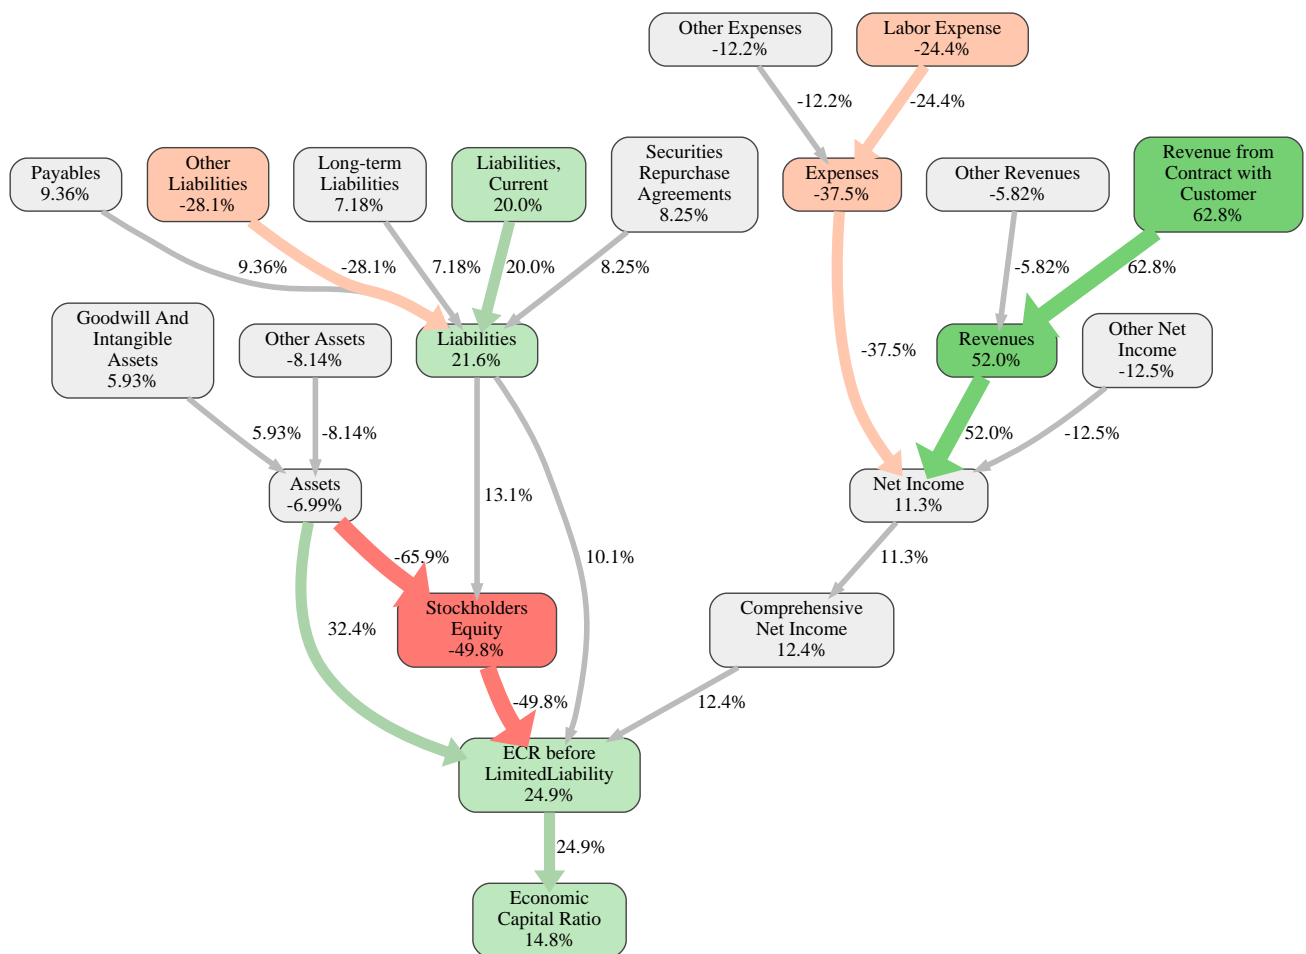 Other Expenses
-12.2%
Labor Expense
-24.4%
-12.2%
-24.4%
Payables
9.36%
Other
Liabilities
-28.1%
Long-term
Liabilities
7.18%
Liabilities,
Current
20.0%
Securities
Repurchase
Agreements
8.25%
Expenses
-37.5%
Other Revenues
-5.82%
Revenue from
Contract with
Customer
62.8%
9.36%
-28.1%
7.18%
20.0%
8.25%
-5.82%
62.8%
Goodwill And
Intangible
Assets
5.93%
Other Assets
-8.14%
Liabilities
21.6%
-37.5%
Revenues
52.0%
Other Net
Income
-12.5%
5.93%
-8.14%
52.0%
-12.5%
Assets
-6.99%
13.1%
Net Income
11.3%
-65.9%
10.1%
11.3%
32.4%
Stockholders
Equity
-49.8%
Comprehensive
Net Income
12.4%
-49.8%
12.4%
ECR before
LimitedLiability
24.9%
24.9%
Economic
Capital Ratio
14.8%